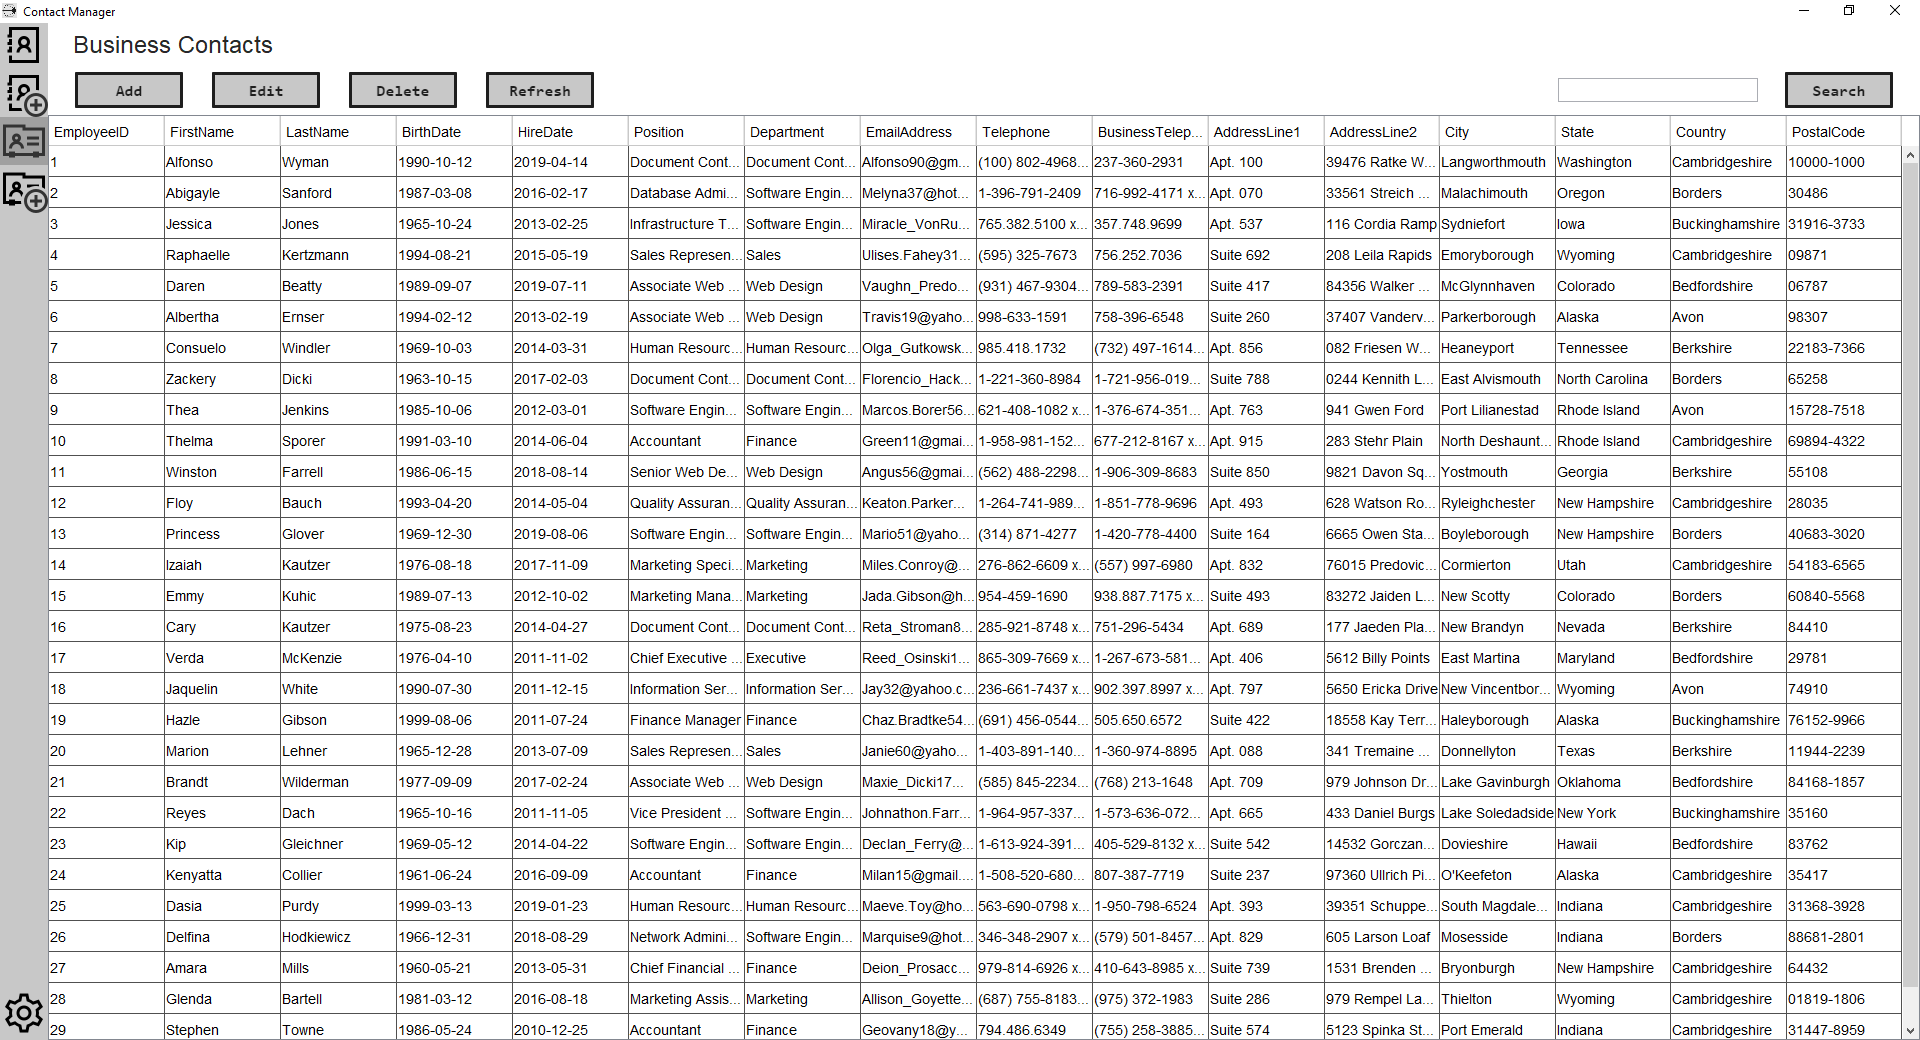 Contact Manager
Business Contacts
Add Edit Delete Refresh Search
EmployeeID FirstName LastName BirthDate HireDate Position Department EmailAddress Telephone BusinessTelep... AddressLine1 AddressLine2 City State Country PostalCode
1 Alfonso Wyman 1990-10-12 2019-04-14 Document Cont... Document Cont... Alfonso90@gm... (100) 802-4968... 237-360-2931 Apt. 100 39476 Ratke W... Langworthmouth Washington Cambridgeshire 10000-1000
2 Abigayle Sanford 1987-03-08 2016-02-17 Database Admi... Software Engin... Melyna37@hot... 1-396-791-2409 716-992-4171 x... Apt. 070 33561 Streich ... Malachimouth Oregon Borders 30486
3 Jessica Jones 1965-10-24 2013-02-25 Infrastructure T... Software Engin... Miracle_VonRu... 765.382.5100 x... 357.748.9699 Apt. 537 116 Cordia Ramp Sydniefort Iowa Buckinghamshire 31916-3733
4 Raphaelle Kertzmann 1994-08-21 2015-05-19 Sales Represen... Sales Ulises.Fahey31... (595) 325-7673 756.252.7036 Suite 692 208 Leila Rapids Emoryborough Wyoming Cambridgeshire 09871
5 Daren Beatty 1989-09-07 2019-07-11 Associate Web ... Web Design Vaughn_Predo... (931) 467-9304... 789-583-2391 Suite 417 84356 Walker ... McGlynnhaven Colorado Bedfordshire 06787
6 Albertha Ernser 1994-02-12 2013-02-19 Associate Web ... Web Design Travis19@yaho... 998-633-1591 758-396-6548 Suite 260 37407 Vanderv... Parkerborough Alaska Avon 98307
7 Consuelo Windler 1969-10-03 2014-03-31 Human Resourc... Human Resourc... Olga_Gutkowsk... 985.418.1732 (732) 497-1614... Apt. 856 082 Friesen W... Heaneyport Tennessee Berkshire 22183-7366
8 Zackery Dicki 1963-10-15 2017-02-03 Document Cont... Document Cont... Florencio_Hack... 1-221-360-8984 1-721-956-019... Suite 788 0244 Kennith L... East Alvismouth North Carolina Borders 65258
9 Thea Jenkins 1985-10-06 2012-03-01 Software Engin... Software Engin... Marcos.Borer56... 621-408-1082 x... 1-376-674-351... Apt. 763 941 Gwen Ford Port Lilianestad Rhode Island Avon 15728-7518
10 Thelma Sporer 1991-03-10 2014-06-04 Accountant Finance Green11@gmai... 1-958-981-152... 677-212-8167 x... Apt. 915 283 Stehr Plain North Deshaunt... Rhode Island Cambridgeshire 69894-4322
11 Winston Farrell 1986-06-15 2018-08-14 Senior Web De... Web Design Angus56@gmai... (562) 488-2298... 1-906-309-8683 Suite 850 9821 Davon Sq... Yostmouth Georgia Berkshire 55108
12 Floy Bauch 1993-04-20 2014-05-04 Quality Assuran... Quality Assuran... Keaton.Parker... 1-264-741-989... 1-851-778-9696 Apt. 493 628 Watson Ro... Ryleighchester New Hampshire Cambridgeshire 28035
13 Princess Glover 1969-12-30 2019-08-06 Software Engin... Software Engin... Mario51@yaho... (314) 871-4277 1-420-778-4400 Suite 164 6665 Owen Sta... Boyleborough New Hampshire Borders 40683-3020
14 Izaiah Kautzer 1976-08-18 2017-11-09 Marketing Speci... Marketing Miles.Conroy@... 276-862-6609 x... (557) 997-6980 Apt. 832 76015 Predovic... Cormierton Utah Cambridgeshire 54183-6565
15 Emmy Kuhic 1989-07-13 2012-10-02 Marketing Mana... Marketing Jada.Gibson@h... 954-459-1690 938.887.7175 x... Suite 493 83272 Jaiden L... New Scotty Colorado Borders 60840-5568
16 Cary Kautzer 1975-08-23 2014-04-27 Document Cont... Document Cont... Reta_Stroman8... 285-921-8748 x... 751-296-5434 Apt. 689 177 Jaeden Pla... New Brandyn Nevada Berkshire 84410
17 Verda McKenzie 1976-04-10 2011-11-02 Chief Executive ... Executive Reed_Osinski1... 865-309-7669 x... 1-267-673-581... Apt. 406 5612 Billy Points East Martina Maryland Bedfordshire 29781
18 Jaquelin White 1990-07-30 2011-12-15 Information Ser... Information Ser... Jay32@yahoo.c... 236-661-7437 x... 902.397.8997 x... Apt. 797 5650 Ericka Drive New Vincentbor... Wyoming Avon 74910
19 Hazle Gibson 1999-08-06 2011-07-24 Finance Manager Finance Chaz.Bradtke54... (691) 456-0544... 505.650.6572 Suite 422 18558 Kay Terr... Haleyborough Alaska Buckinghamshire 76152-9966
20 Marion Lehner 1965-12-28 2013-07-09 Sales Represen... Sales Janie60@yaho... 1-403-891-140... 1-360-974-8895 Apt. 088 341 Tremaine ... Donnellyton Texas Berkshire 11944-2239
21 Brandt Wilderman 1977-09-09 2017-02-24 Associate Web ... Web Design Maxie_Dicki17... (585) 845-2234... (768) 213-1648 Apt. 709 979 Johnson Dr... Lake Gavinburgh Oklahoma Bedfordshire 84168-1857
22 Reyes Dach 1965-10-16 2011-11-05 Vice President ... Software Engin... Johnathon.Farr... 1-964-957-337... 1-573-636-072... Apt. 665 433 Daniel Burgs Lake Soledadside New York Buckinghamshire 35160
23 Kip Gleichner 1969-05-12 2014-04-22 Software Engin... Software Engin... Declan_Ferry@... 1-613-924-391... 405-529-8132 x... Suite 542 14532 Gorczan... Dovieshire Hawaii Bedfordshire 83762
24 Kenyatta Collier 1961-06-24 2016-09-09 Accountant Finance Milan15@gmail.... 1-508-520-680... 807-387-7719 Suite 237 97360 Ullrich Pi... O'Keefeton Alaska Cambridgeshire 35417
25 Dasia Purdy 1999-03-13 2019-01-23 Human Resourc... Human Resourc... Maeve.Toy@ho... 563-690-0798 x... 1-950-798-6524 Apt. 393 39351 Schuppe... South Magdale... Indiana Cambridgeshire 31368-3928
26 Delfina Hodkiewicz 1966-12-31 2018-08-29 Network Admini... Software Engin... Marquise9@hot... 346-348-2907 x... (579) 501-8457... Apt. 829 605 Larson Loaf Mosesside Indiana Borders 88681-2801
27 Amara Mills 1960-05-21 2013-05-31 Chief Financial ... Finance Deion_Prosacc... 979-814-6926 x... 410-643-8985 x... Suite 739 1531 Brenden ... Bryonburgh New Hampshire Cambridgeshire 64432
28 Glenda Bartell 1981-03-12 2016-08-18 Marketing Assis... Marketing Allison_Goyette... (687) 755-8183... (975) 372-1983 Suite 286 979 Rempel La... Thielton Wyoming Cambridgeshire 01819-1806
29 Stephen Towne 1986-05-24 2010-12-25 Accountant Finance Geovany18@y... 794.486.6349 (755) 258-3885... Suite 574 5123 Spinka St... Port Emerald Indiana Cambridgeshire 31447-8959